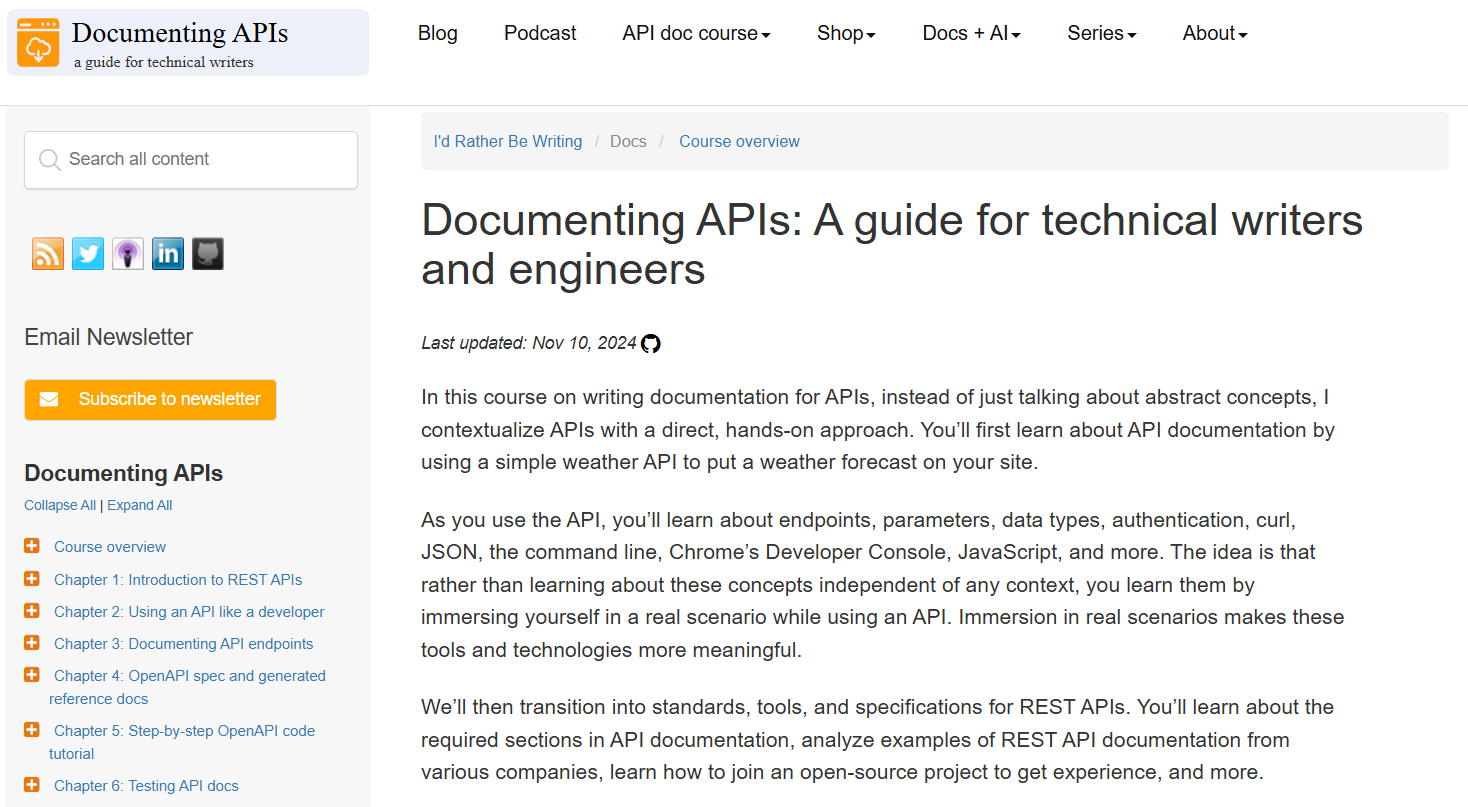 Documenting APIs
a guide for technical writers
Blog
Podcast
API doc course
Shop
Docs + AI
Series
About
Search all content
in
Email Newsletter
Subscribe to newsletter
Documenting APIs
Collapse All | Expand All
Course overview
Chapter 1: Introduction to REST APIs
Chapter 2: Using an API like a developer
Chapter 3: Documenting API endpoints
Chapter 4: OpenAPI spec and generated
reference docs
Chapter 5: Step-by-step OpenAPI code
tutorial
Chapter 6: Testing API docs
I'd Rather Be Writing / Docs / Course overview
Documenting APIs: A guide for technical writers
and engineers
Last updated: Nov 10, 2024
In this course on writing documentation for APIs, instead of just talking about abstract concepts, I
contextualize APIs with a direct, hands-on approach. You’ll first learn about API documentation by
using a simple weather API to put a weather forecast on your site.
As you use the API, you’ll learn about endpoints, parameters, data types, authentication, curl,
JSON, the command line, Chrome’s Developer Console, JavaScript, and more. The idea is that
rather than learning about these concepts independent of any context, you learn them by
immersing yourself in a real scenario while using an API. Immersion in real scenarios makes these
tools and technologies more meaningful.
We’ll then transition into standards, tools, and specifications for REST APIs. You’ll learn about the
required sections in API documentation, analyze examples of REST API documentation from
various companies, learn how to join an open-source project to get experience, and more.